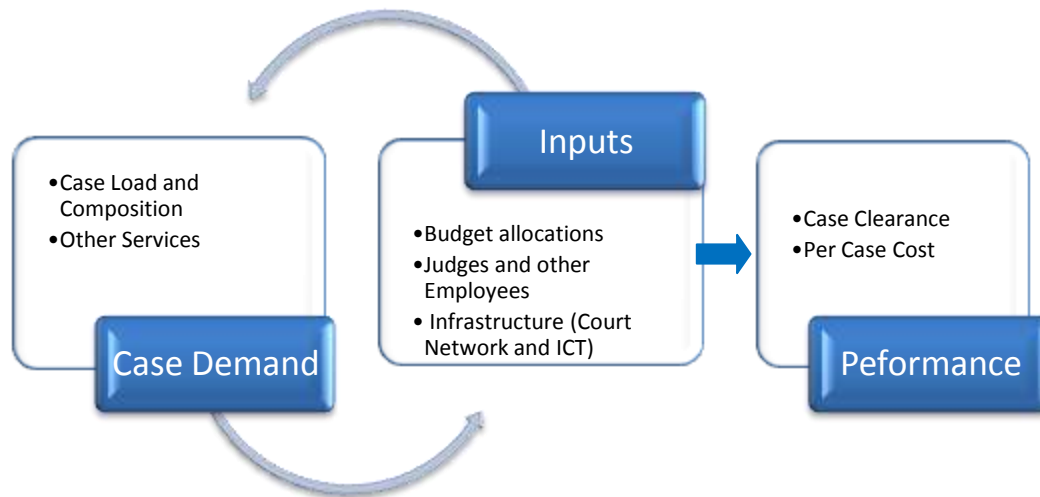 •Case Load and
Composition
•Other Services
Case Demand
Inputs
•Budget allocations
•Judges and other
Employees
• Infrastructure (Court
Network and ICT)
•Case Clearance
•Per Case Cost
Peformance